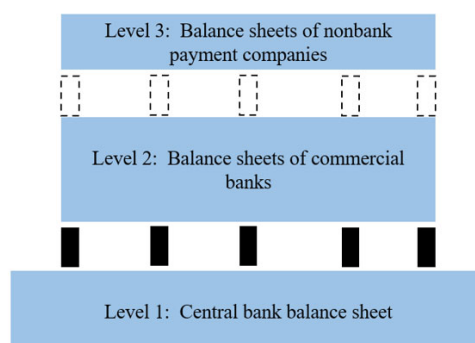 Level 3:  Balance sheets of nonbank
payment companies
Level 2:  Balance sheets of commercial
banks
Level 1:  Central bank balance sheet